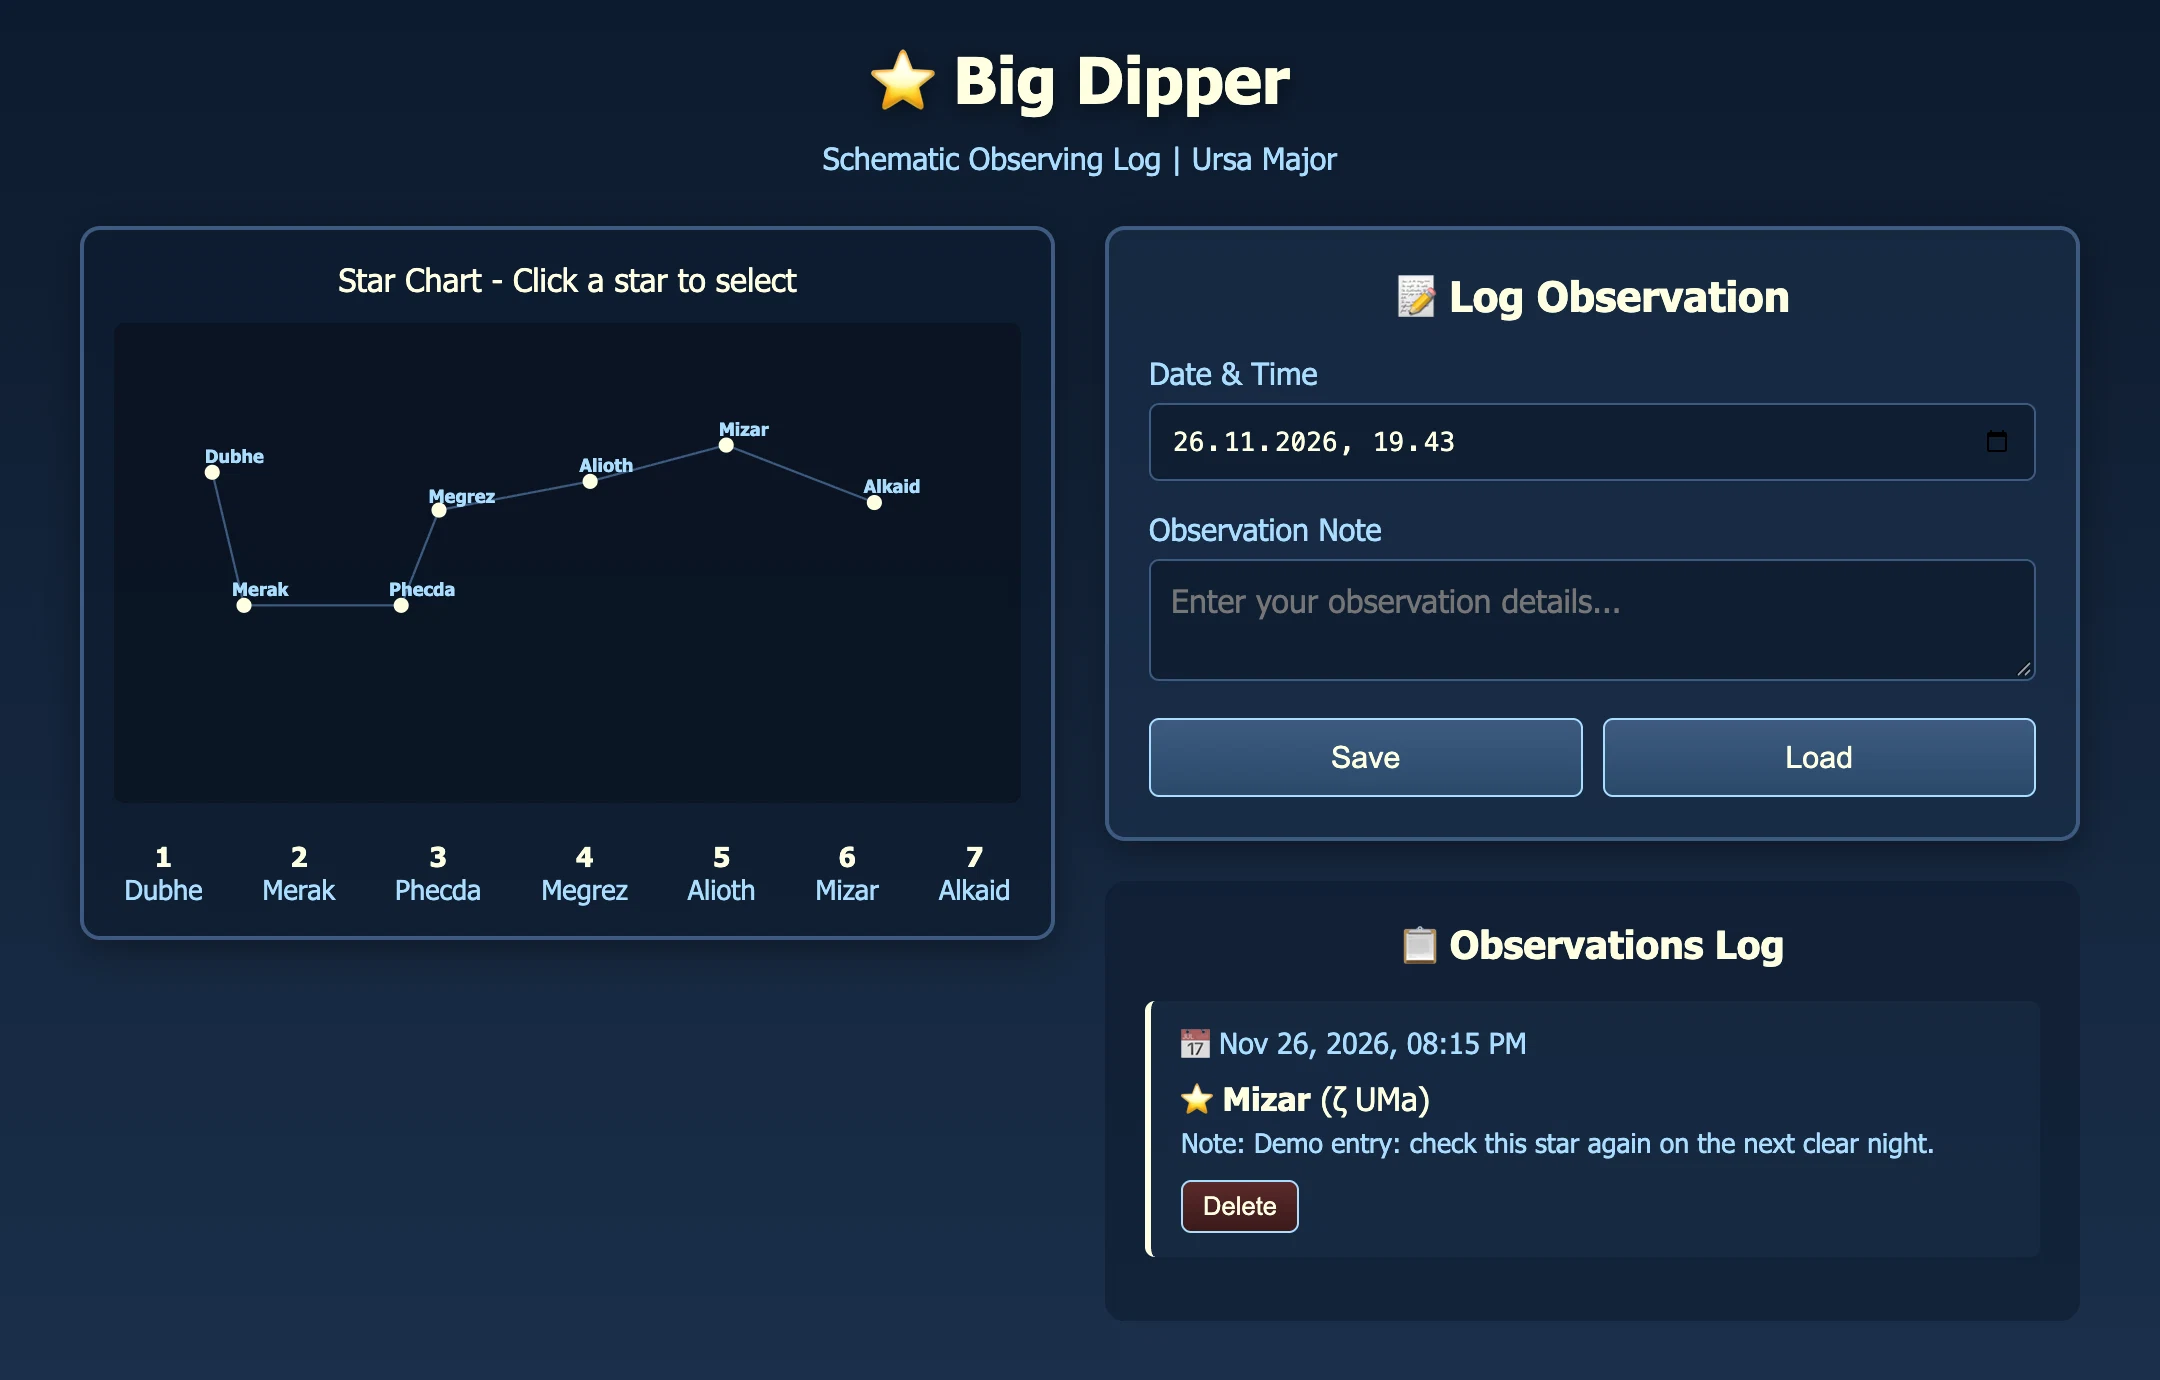 ⭐ Big Dipper
Schematic Observing Log | Ursa Major
Star Chart - Click a star to select
Dubhe
Merak
Phecda
Megrez
Alioth
Mizar
Alkaid
1 2 3 4 5 6 7
Dubhe Merak Phecda Megrez Alioth Mizar Alkaid
📝 Log Observation
Date & Time
26.11.2026, 19.43
Observation Note
Enter your observation details...
Save Load
📋 Observations Log
📅 Nov 26, 2026, 08:15 PM
⭐ Mizar (ζ UMa)
Note: Demo entry: check this star again on the next clear night.
Delete